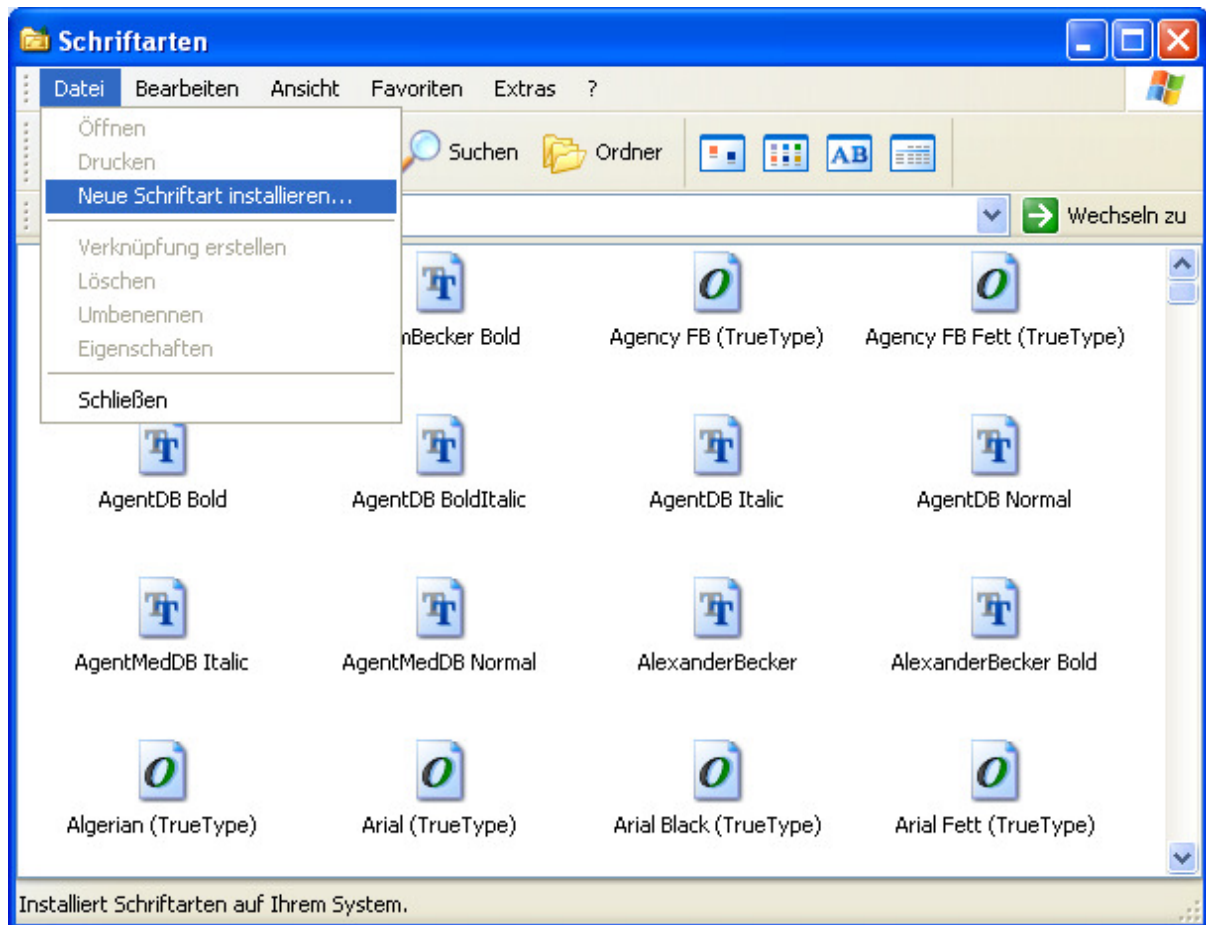 Schriftarten
Datei Bearbeiten Ansicht Favoriten Extras ?
Öffnen
Drucken
Neue Schriftart installieren...
Verknüpfung erstellen
Löschen
Umbenennen
Eigenschaften
Schließen
Suchen Ordner AB
Wechseln zu
Becker Bold Agency FB (TrueType) Agency FB Fett (TrueType)
AgentDB Bold AgentDB BoldItalic AgentDB Italic AgentDB Normal
AgentMedDB Italic AgentMedDB Normal AlexanderBecker AlexanderBecker Bold
Algerian (TrueType) Arial (TrueType) Arial Black (TrueType) Arial Fett (TrueType)
Installiert Schriftarten auf Ihrem System.